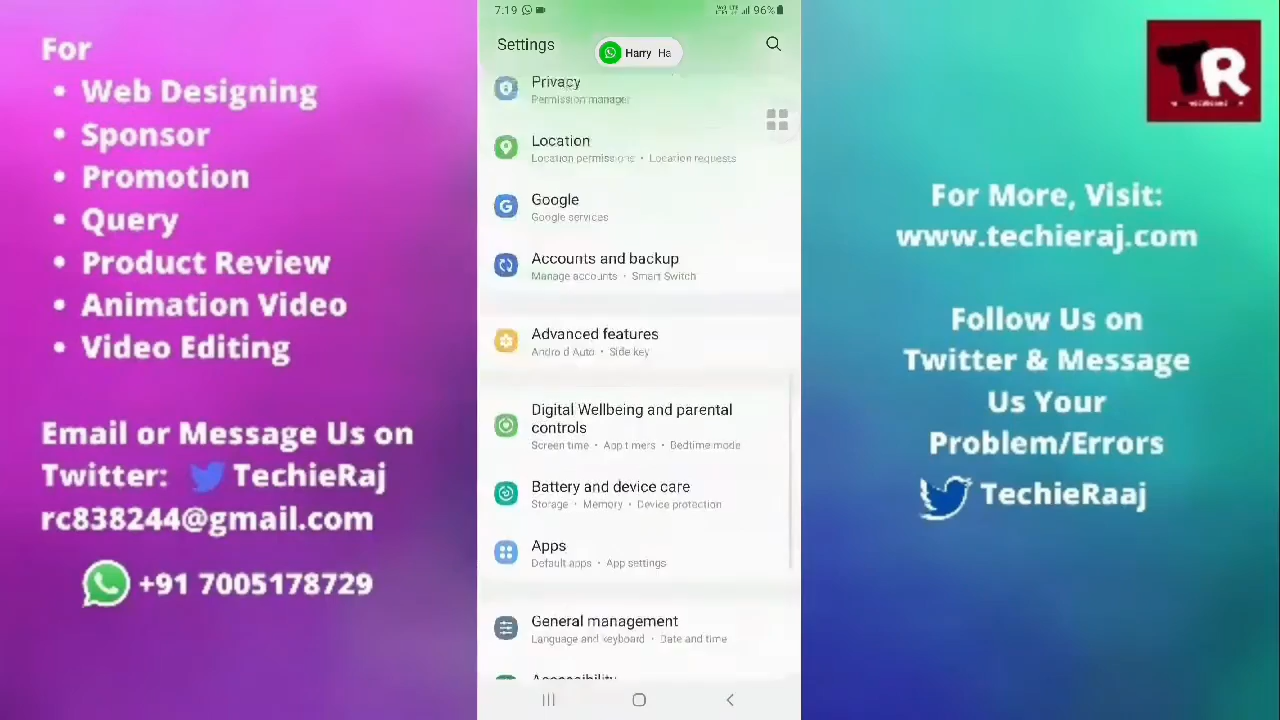 For
• Web Designing
• Sponsor
• Promotion
• Query
• Product Review
• Animation Video
• Video Editing
Email or Message Us on
Twitter: TechieRaj
rc838244@gmail.com
+91 7005178729
7:19
96%
Settings
Harry Ha
Privacy
Permission manager
Location
Location permissions • Location requests
Google
Google services
Accounts and backup
Manage accounts • Smart Switch
Advanced features
Android Auto • Side key
Digital Wellbeing and parental
controls
Screen time • App timers • Bedtime mode
Battery and device care
Storage • Memory • Device protection
Apps
Default apps • App settings
General management
Language and keyboard • Date and time
Accessibility
TR
For More, Visit:
www.techieraj.com
Follow Us on
Twitter & Message
Us Your
Problem/Errors
TechieRaaj